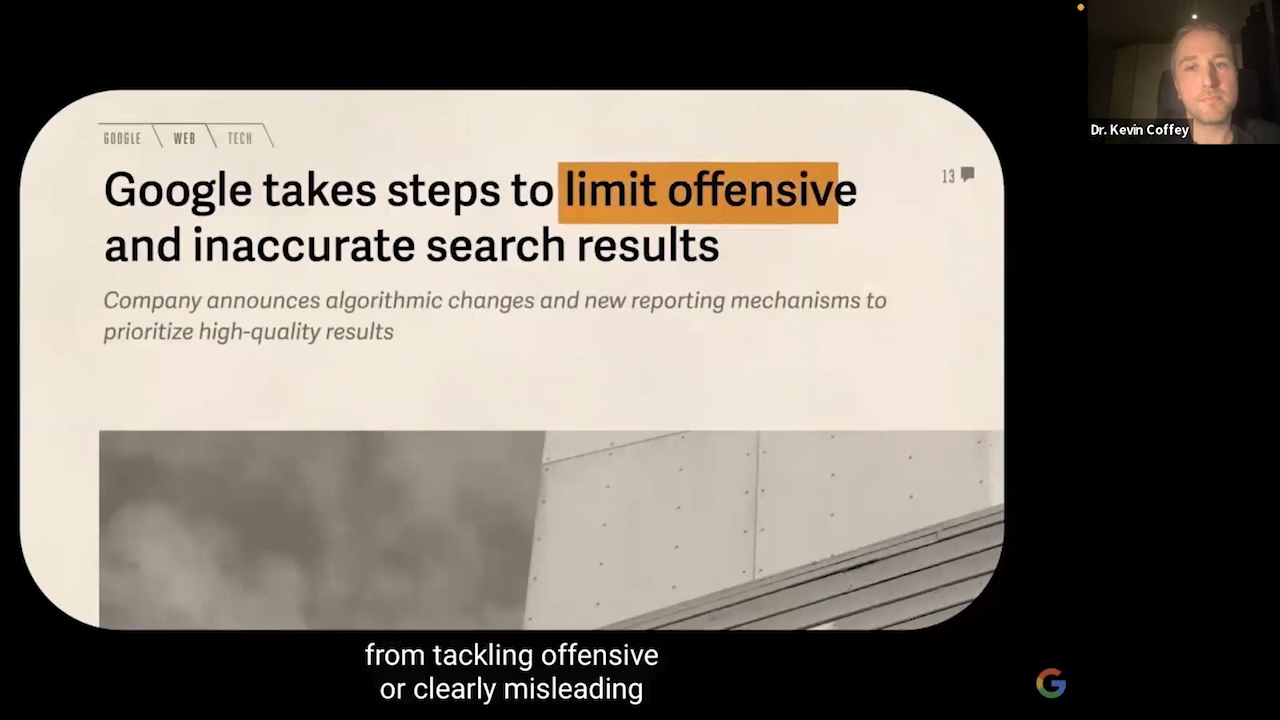 GOOGLE WEB TECH
Google takes steps to limit offensive
and inaccurate search results
13
Company announces algorithmic changes and new reporting mechanisms to
prioritize high-quality results
from tackling offensive
or clearly misleading
Dr. Kevin Coffey